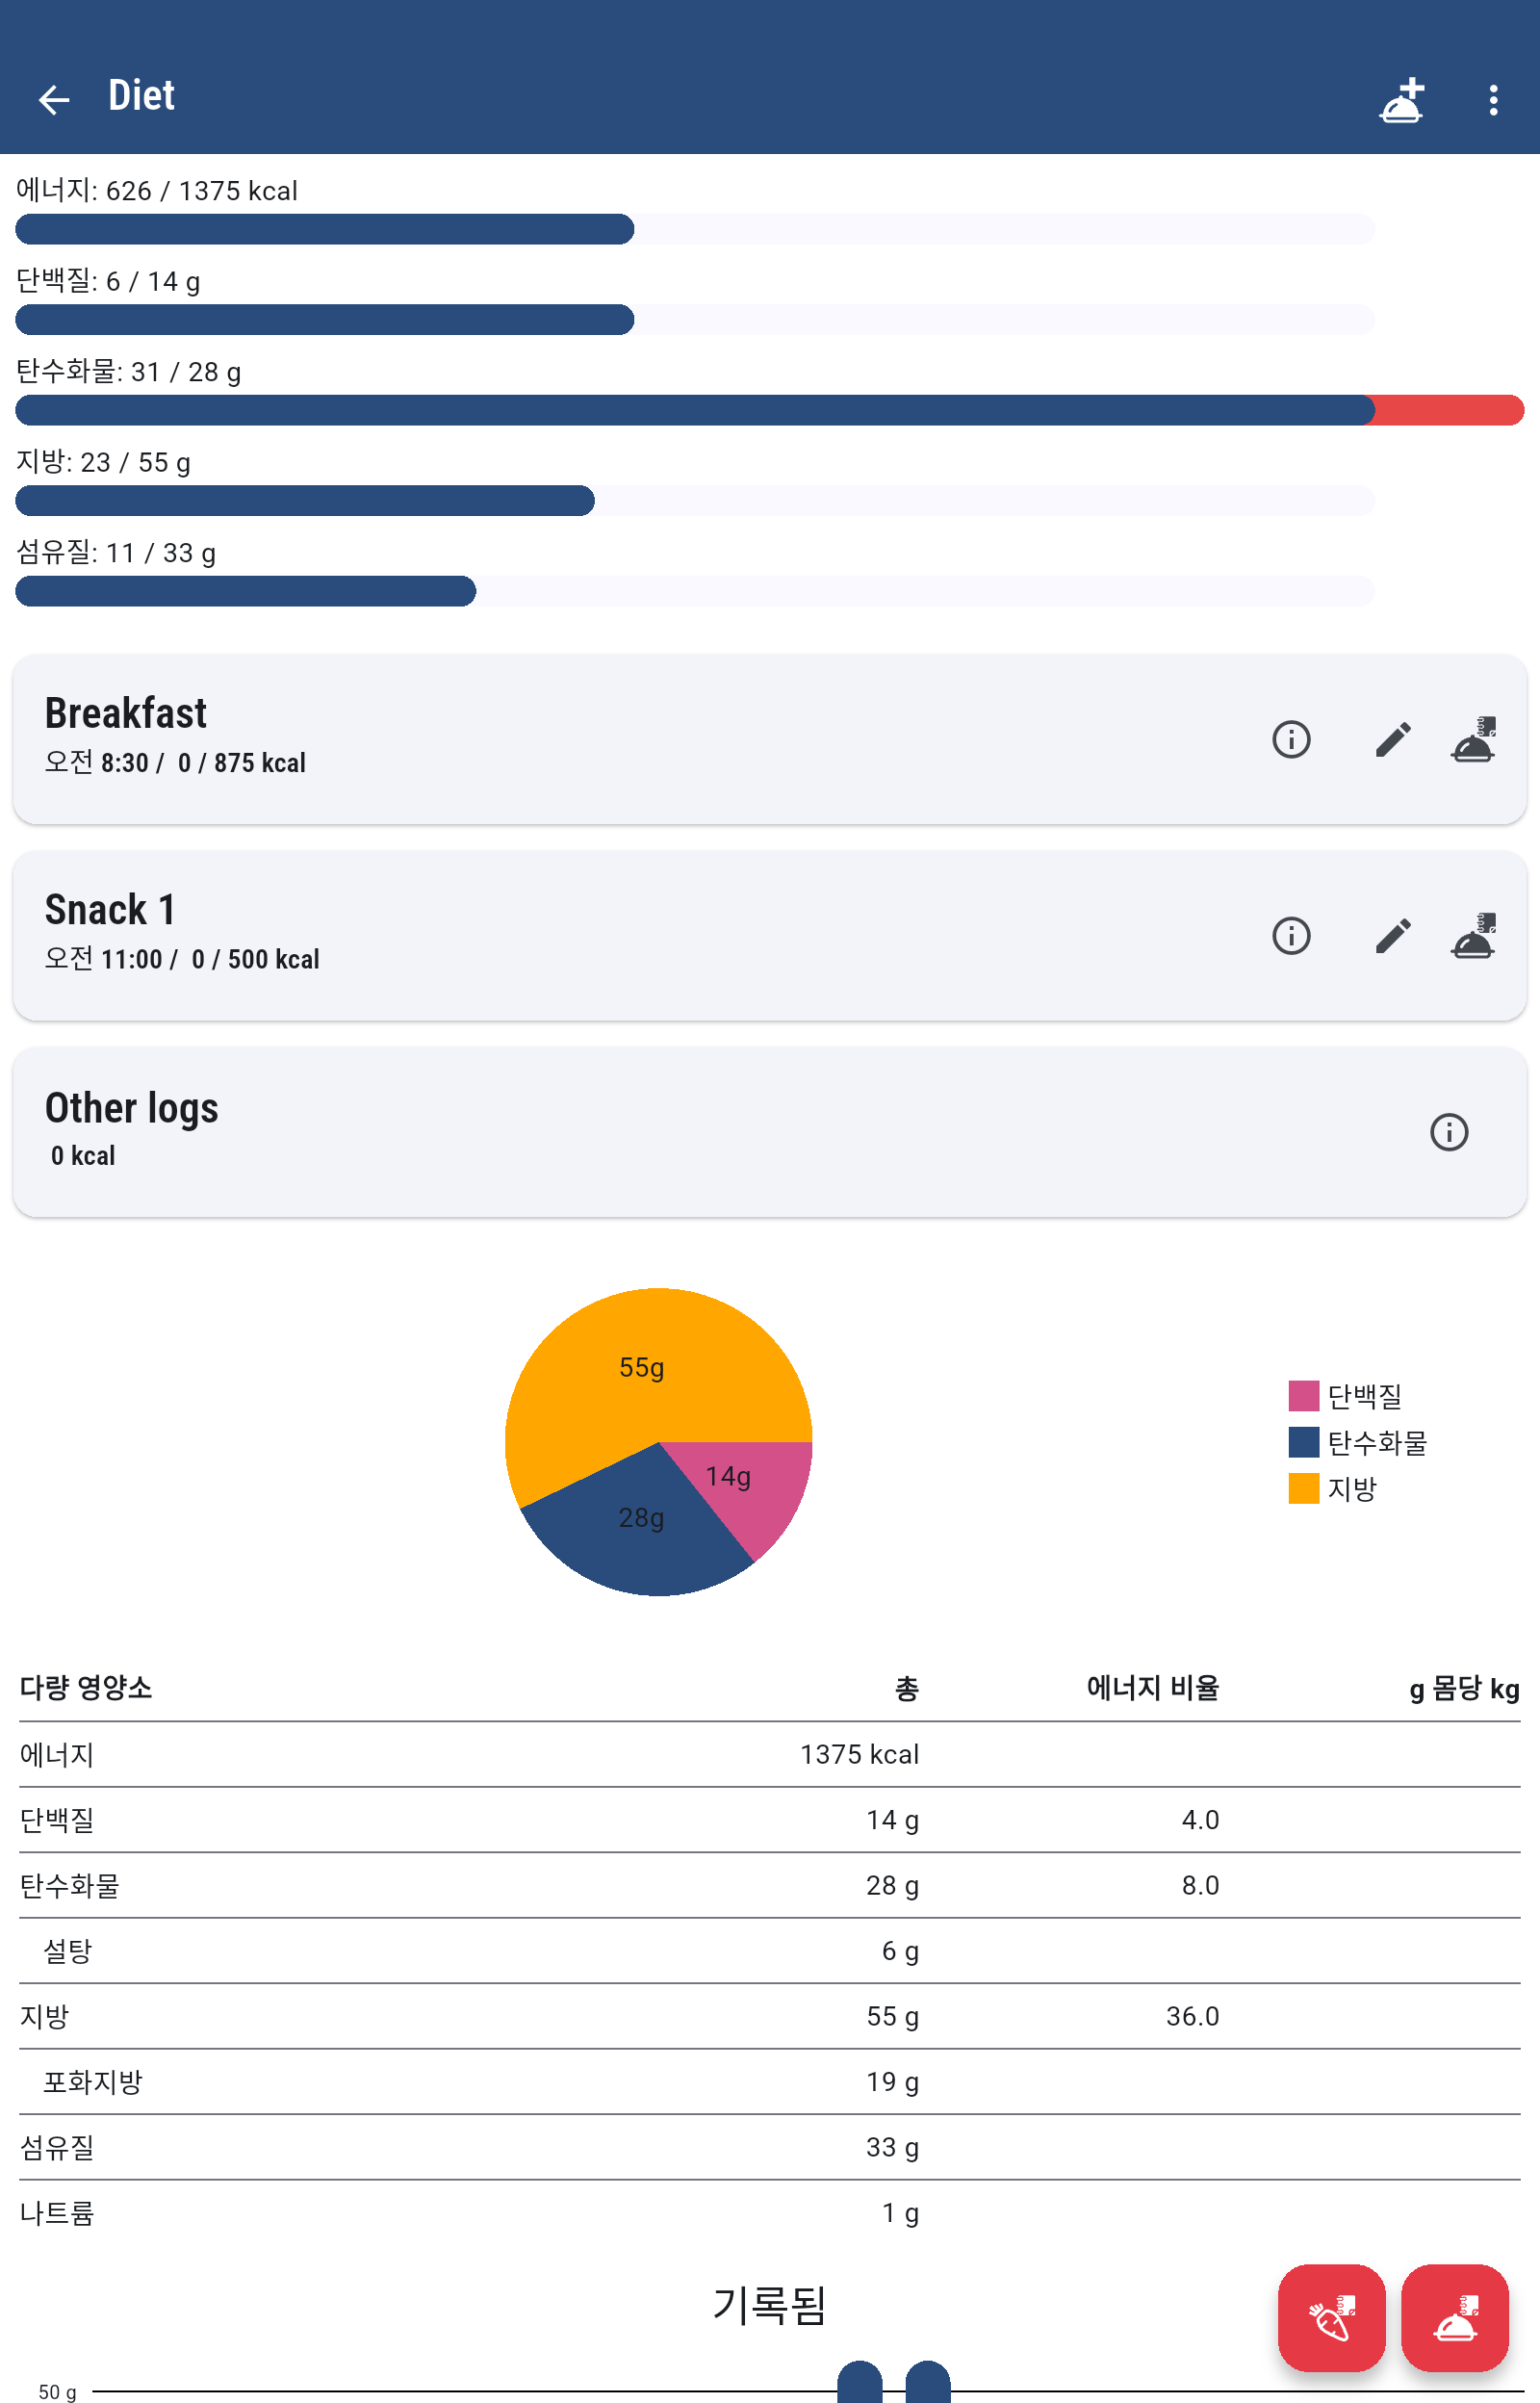 Diet
에너지: 626 / 1375 kcal
단백질: 6 / 14 g
탄수화물: 31 / 28 g
지방: 23 / 55 g
섬유질: 11 / 33 g
Breakfast
오전 8:30 / 0 / 875 kcal
Snack 1
오전 11:00 / 0 / 500 kcal
Other logs
0 kcal
55g
14g
28g
단백질
탄수화물
지방
다량 영양소 총 에너지 비율 g 몸당 kg
에너지 1375 kcal
단백질 14 g 4.0
탄수화물 28 g 8.0
설탕 6 g
지방 55 g 36.0
포화지방 19 g
섬유질 33 g
나트륨 1 g
기록됨
50 g